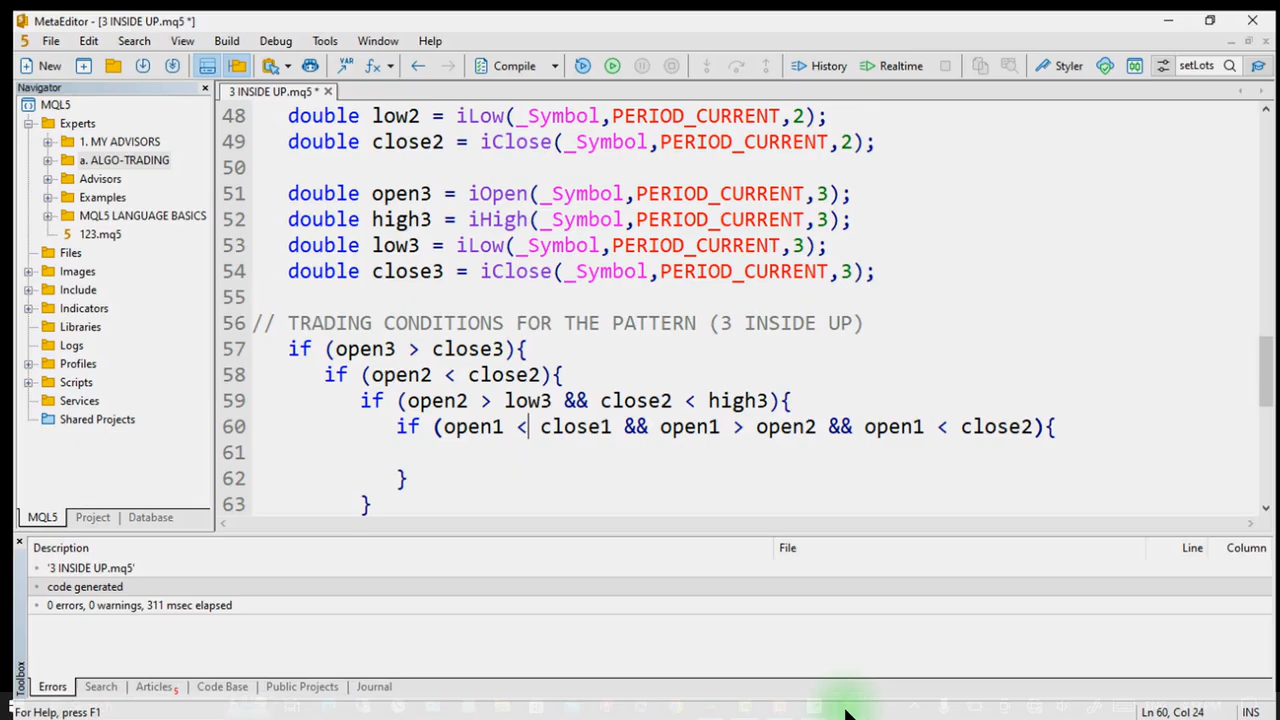 MetaEditor - [3 INSIDE UP.mq5 *]
5 File Edit Search View Build Debug Tools Window Help
New VAR fx Compile History Realtime Styler setLots
Navigator
MQL5
Experts
1. MY ADVISORS
a. ALGO-TRADING
Advisors
Examples
MQL5 LANGUAGE BASICS
123.mq5
Files
Images
Include
Indicators
Libraries
Logs
Profiles
Scripts
Services
Shared Projects
MQL5 Project Database
3 INSIDE UP.mq5 *
48 double low2 = iLow(_Symbol,PERIOD_CURRENT,2);
49 double close2 = iClose(_Symbol,PERIOD_CURRENT,2);
50
51 double open3 = iOpen(_Symbol,PERIOD_CURRENT,3);
52 double high3 = iHigh(_Symbol,PERIOD_CURRENT,3);
53 double low3 = iLow(_Symbol,PERIOD_CURRENT,3);
54 double close3 = iClose(_Symbol,PERIOD_CURRENT,3);
55
56 // TRADING CONDITIONS FOR THE PATTERN (3 INSIDE UP)
57 if (open3 > close3){
58 if (open2 < close2){
59 if (open2 > low3 && close2 < high3){
60 if (open1 < close1 && open1 > open2 && open1 < close2){
61
62 }
63 }
Description File Line Column
'3 INSIDE UP.mq5'
code generated
0 errors, 0 warnings, 311 msec elapsed
Toolbox
Errors Search Articles 5 Code Base Public Projects Journal
For Help, press F1 Ln 60, Col 24 INS